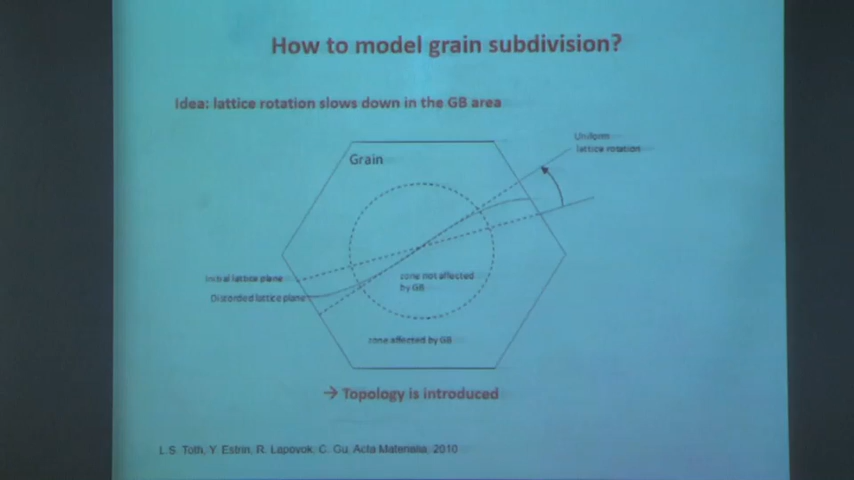 How to model grain subdivision?
Idea: lattice rotation slows down in the GB area
Uniform
lattice rotation
Grain
Initial lattice plane
Distorded lattice plane
zone not affected
by GB
zone affected by GB
→ Topology is introduced
L.S. Toth, Y. Estrin, R. Lapovok, C. Gu, Acta Materialia, 2010